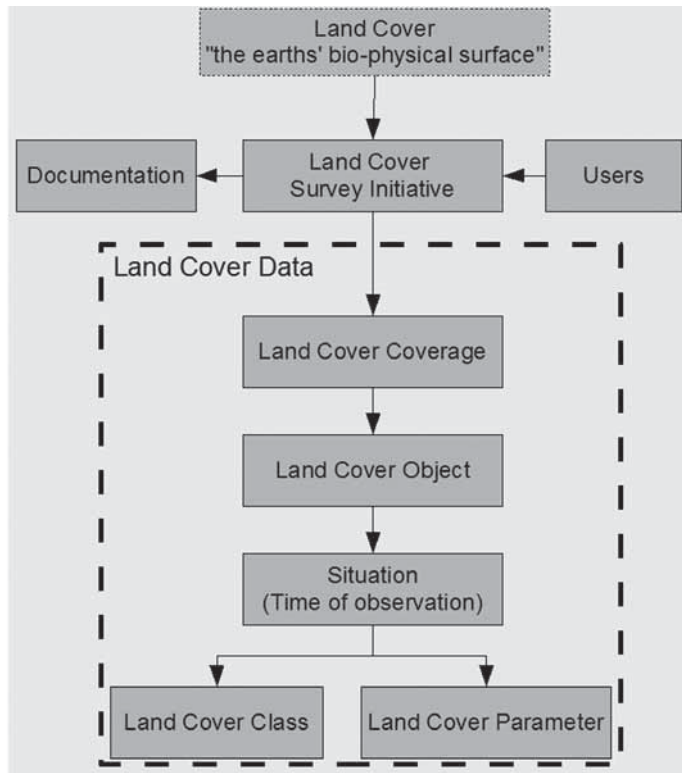 Land Cover
"the earths' bio-physical surface"
Documentation
Land Cover
Survey Initiative
Users
Land Cover Data
Land Cover Coverage
Land Cover Object
Situation
(Time of observation)
Land Cover Class
Land Cover Parameter